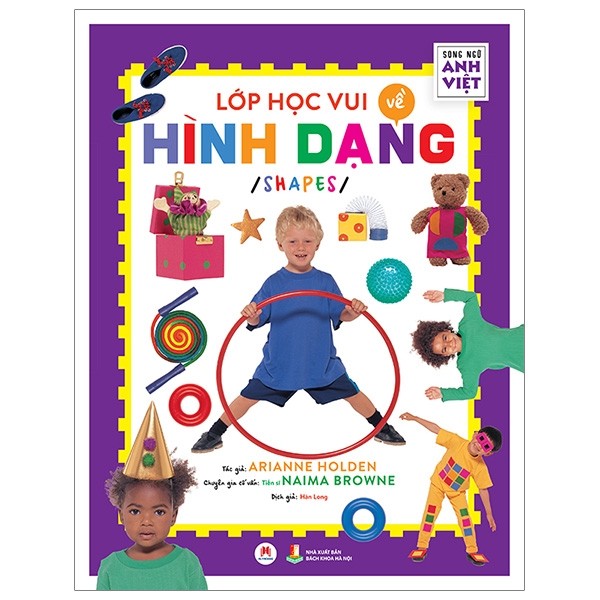 SONG NGỮ
ANH
VIỆT
LỚP HỌC VUI về
HÌNH DẠNG
/SHAPES/
Tác giả: ARIANNE HOLDEN
Chuyên gia cố vấn: Tiến sĩ NAIMA BROWNE
Dịch giả: Hàn Long
NHÀ XUẤT BẢN
BÁCH KHOA HÀ NỘI